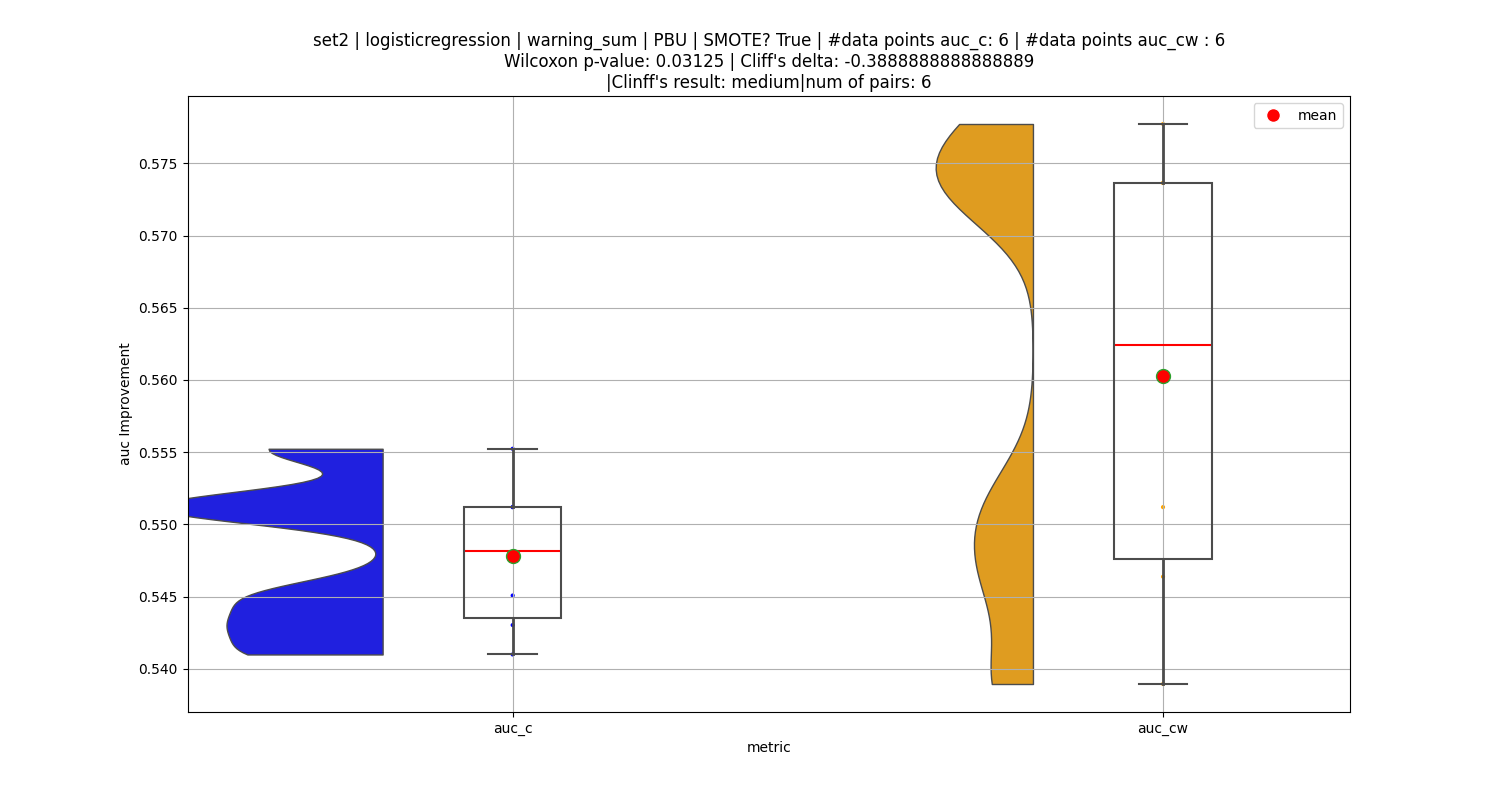 set2 | logisticregression | warning_sum | PBU | SMOTE? True | #data points auc_c: 6 | #data points auc_cw : 6
Wilcoxon p-value: 0.03125 | Cliff's delta: -0.3888888888888889
|Clinff's result: medium|num of pairs: 6
mean
0.575
0.570
0.565
0.560
0.555
0.550
0.545
0.540
auc Improvement
auc_c
auc_cw
metric